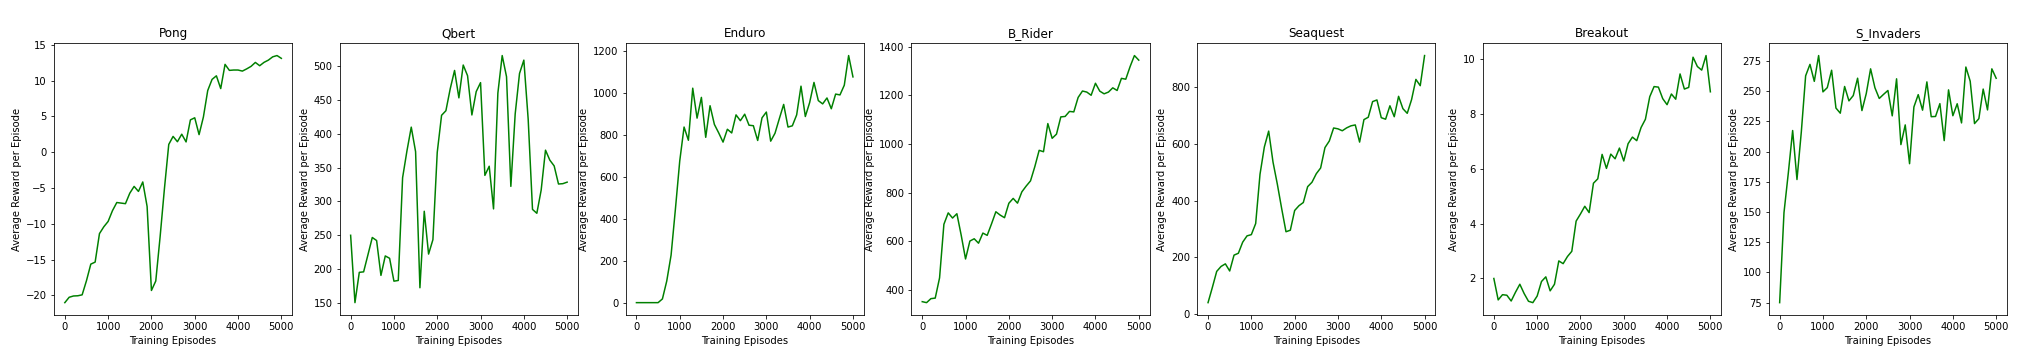 Pong
Average Reward per Episode
15
10
5
0
−5
−10
−15
−20
0 1000 2000 3000 4000 5000
Training Episodes
Qbert
Average Reward per Episode
500
450
400
350
300
250
200
150
0 1000 2000 3000 4000 5000
Training Episodes
Enduro
Average Reward per Episode
1200
1000
800
600
400
200
0
0 1000 2000 3000 4000 5000
Training Episodes
B_Rider
Average Reward per Episode
1400
1200
1000
800
600
400
0 1000 2000 3000 4000 5000
Training Episodes
Seaquest
Average Reward per Episode
800
600
400
200
0
0 1000 2000 3000 4000 5000
Training Episodes
Breakout
Average Reward per Episode
10
8
6
4
2
0 1000 2000 3000 4000 5000
Training Episodes
S_Invaders
Average Reward per Episode
275
250
225
200
175
150
125
100
75
0 1000 2000 3000 4000 5000
Training Episodes